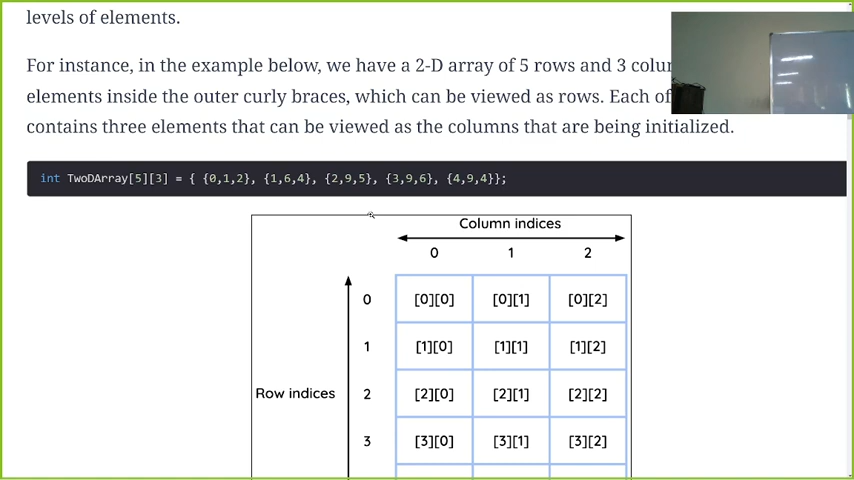 levels of elements.
For instance, in the example below, we have a 2-D array of 5 rows and 3
elements inside the outer curly braces, which can be viewed as rows. Each of
contains three elements that can be viewed as the columns that are being initialized.
int TwoDArray[5][3] = { {0,1,2}, {1,6,4}, {2,9,5}, {3,9,6}, {4,9,4}};
Column indices
0 1 2
0 [0][0] [0][1] [0][2]
1 [1][0] [1][1] [1][2]
Row indices 2 [2][0] [2][1] [2][2]
3 [3][0] [3][1] [3][2]